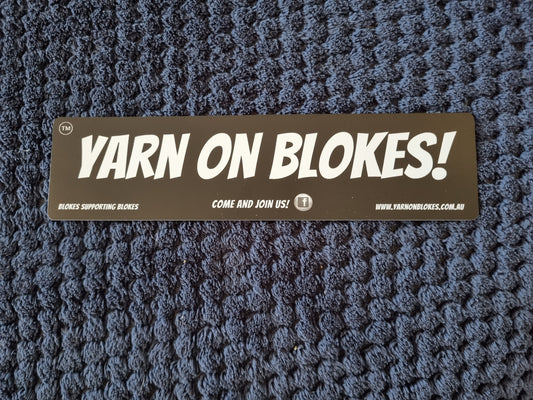 TM
YARN ON BLOKES!
BLOKES SUPPORTING BLOKES
COME AND JOIN US! f
WWW.YARNONBLOKES.COM.AU